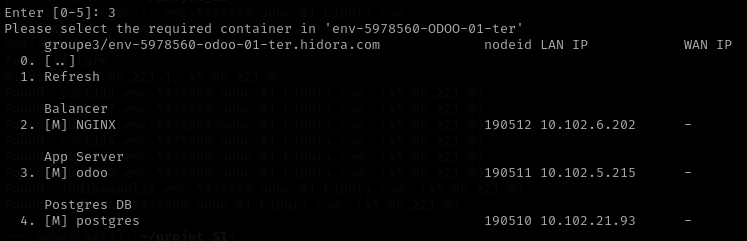 Enter [0-5]: 3
Please select the required container in 'env-5978560-ODOO-01-ter'
groupe3/env-5978560-odoo-01-ter.hidora.com nodeid LAN IP WAN IP
0. [..]
1. Refresh
Balancer
2. [M] NGINX 190512 10.102.6.202 -
App Server
3. [M] odoo 190511 10.102.5.215 -
Postgres DB
4. [M] postgres 190510 10.102.21.93 -